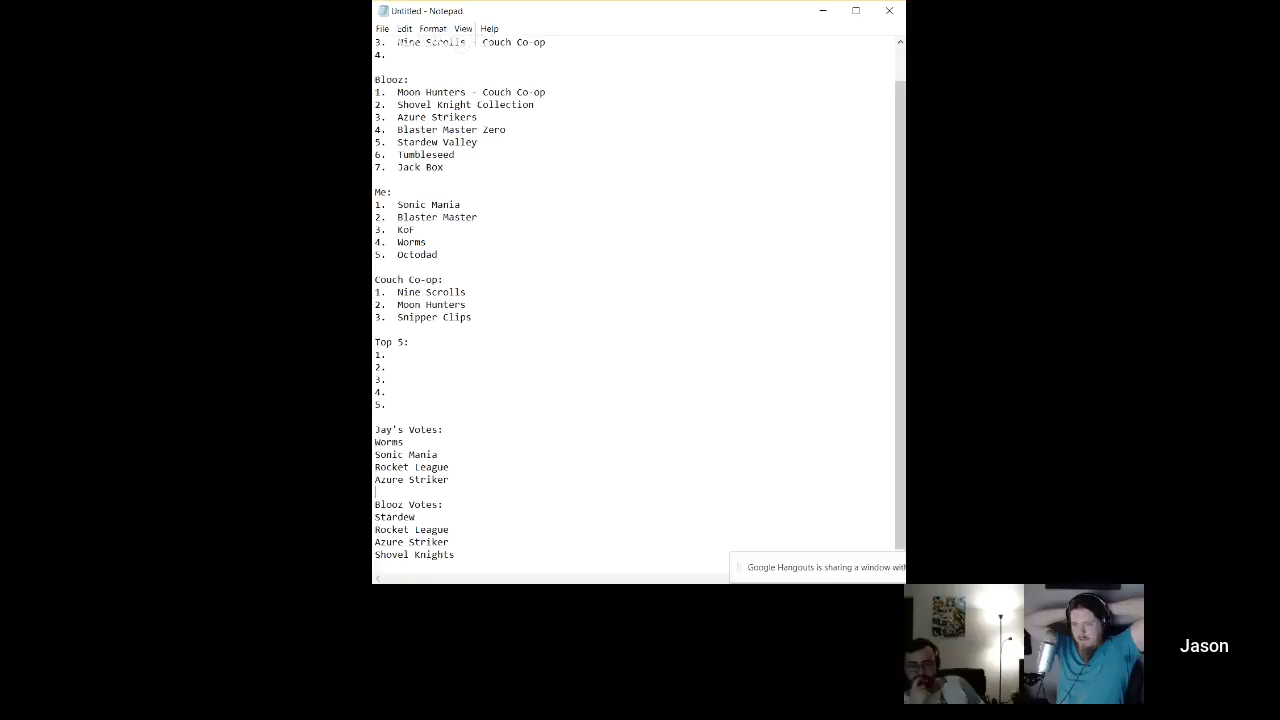 Untitled - Notepad
File Edit Format View Help
3. Nine Scrolls - Couch Co-op
4.
Blooz:
1. Moon Hunters - Couch Co-op
2. Shovel Knight Collection
3. Azure Strikers
4. Blaster Master Zero
5. Stardew Valley
6. Tumbleseed
7. Jack Box
Me:
1. Sonic Mania
2. Blaster Master
3. KoF
4. Worms
5. Octodad
Couch Co-op:
1. Nine Scrolls
2. Moon Hunters
3. Snipper Clips
Top 5:
1.
2.
3.
4.
5.
Jay's Votes:
Worms
Sonic Mania
Rocket League
Azure Striker
Blooz Votes:
Stardew
Rocket League
Azure Striker
Shovel Knights
Google Hangouts is sharing a window with
Jason